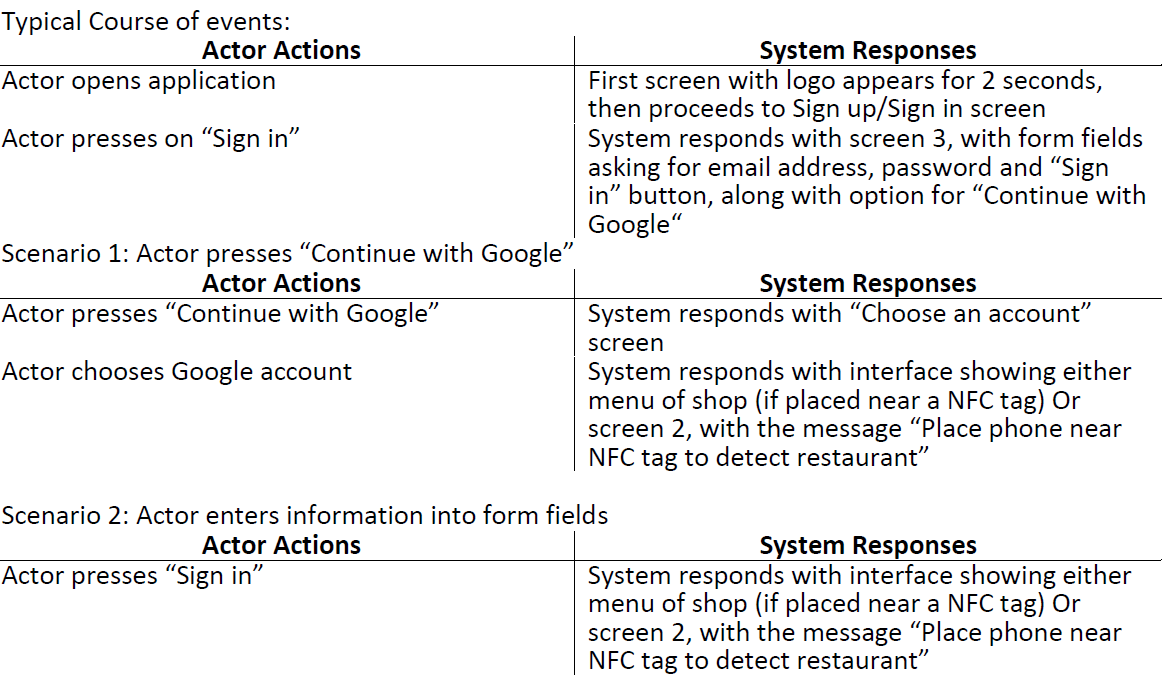 Typical Course of events:
Actor Actions System Responses
Actor opens application First screen with logo appears for 2 seconds,
then proceeds to Sign up/Sign in screen
Actor presses on “Sign in” System responds with screen 3, with form fields
asking for email address, password and “Sign
in” button, along with option for “Continue with
Google“
Scenario 1: Actor presses “Continue with Google”
Actor Actions System Responses
Actor presses “Continue with Google” System responds with “Choose an account”
screen
Actor chooses Google account System responds with interface showing either
menu of shop (if placed near a NFC tag) Or
screen 2, with the message “Place phone near
NFC tag to detect restaurant”
Scenario 2: Actor enters information into form fields
Actor Actions System Responses
Actor presses “Sign in” System responds with interface showing either
menu of shop (if placed near a NFC tag) Or
screen 2, with the message “Place phone near
NFC tag to detect restaurant”